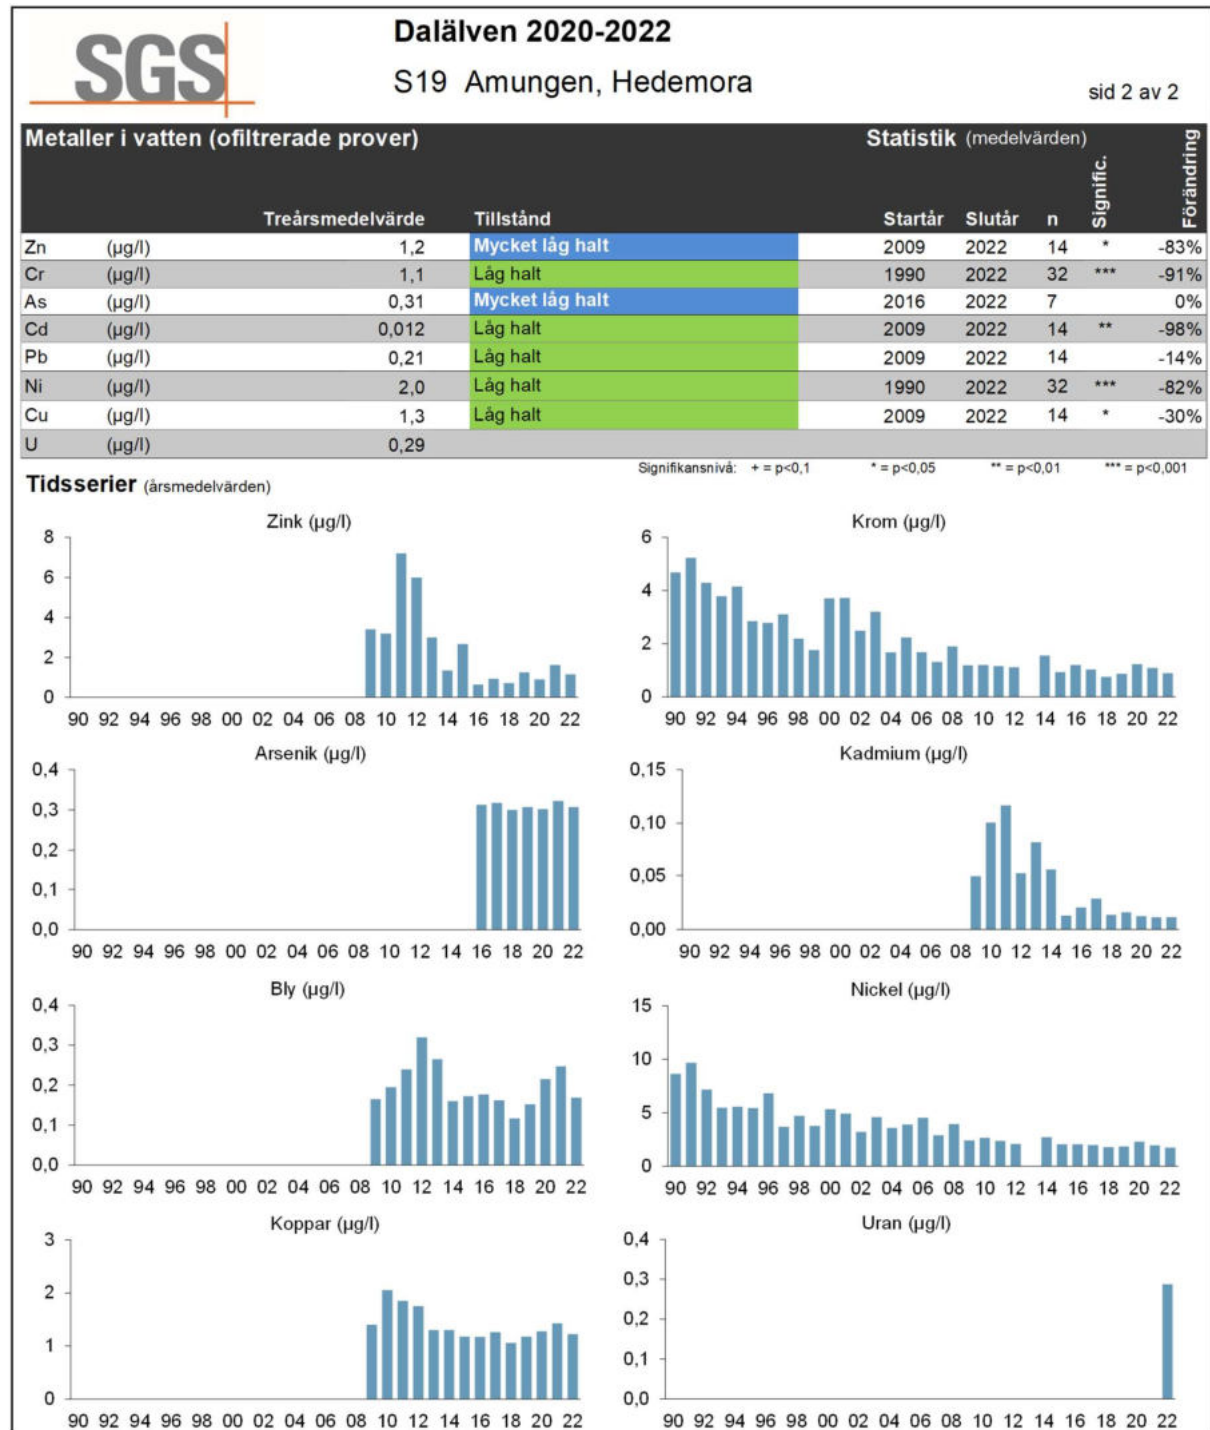 SGS
Dalälven 2020-2022
S19 Amungen, Hedemora
sid 2 av 2
Metaller i vatten (ofiltrerade prover) Statistik (medelvärden)
Treårsmedelvärde Tillstånd Startår Slutår n Signific. Förändring
Zn (µg/l) 1,2 Mycket låg halt 2009 2022 14 * -83%
Cr (µg/l) 1,1 Låg halt 1990 2022 32 *** -91%
As (µg/l) 0,31 Mycket låg halt 2016 2022 7 0%
Cd (µg/l) 0,012 Låg halt 2009 2022 14 ** -98%
Pb (µg/l) 0,21 Låg halt 2009 2022 14 -14%
Ni (µg/l) 2,0 Låg halt 1990 2022 32 *** -82%
Cu (µg/l) 1,3 Låg halt 2009 2022 14 * -30%
U (µg/l) 0,29
Signifikansnivå: + = p<0,1 * = p<0,05 ** = p<0,01 *** = p<0,001
Tidsserier (årsmedelvärden)
Zink (µg/l)
8
6
4
2
0
90 92 94 96 98 00 02 04 06 08 10 12 14 16 18 20 22
Krom (µg/l)
6
4
2
0
90 92 94 96 98 00 02 04 06 08 10 12 14 16 18 20 22
Arsenik (µg/l)
0,4
0,3
0,2
0,1
0,0
90 92 94 96 98 00 02 04 06 08 10 12 14 16 18 20 22
Kadmium (µg/l)
0,15
0,10
0,05
0,00
90 92 94 96 98 00 02 04 06 08 10 12 14 16 18 20 22
Bly (µg/l)
0,4
0,3
0,2
0,1
0,0
90 92 94 96 98 00 02 04 06 08 10 12 14 16 18 20 22
Nickel (µg/l)
15
10
5
0
90 92 94 96 98 00 02 04 06 08 10 12 14 16 18 20 22
Koppar (µg/l)
3
2
1
0
90 92 94 96 98 00 02 04 06 08 10 12 14 16 18 20 22
Uran (µg/l)
0,4
0,3
0,2
0,1
0,0
90 92 94 96 98 00 02 04 06 08 10 12 14 16 18 20 22